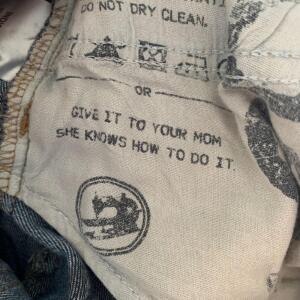 DO NOT DRY CLEAN.
OR
GIVE IT TO YOUR MOM
SHE KNOWS HOW TO DO IT.